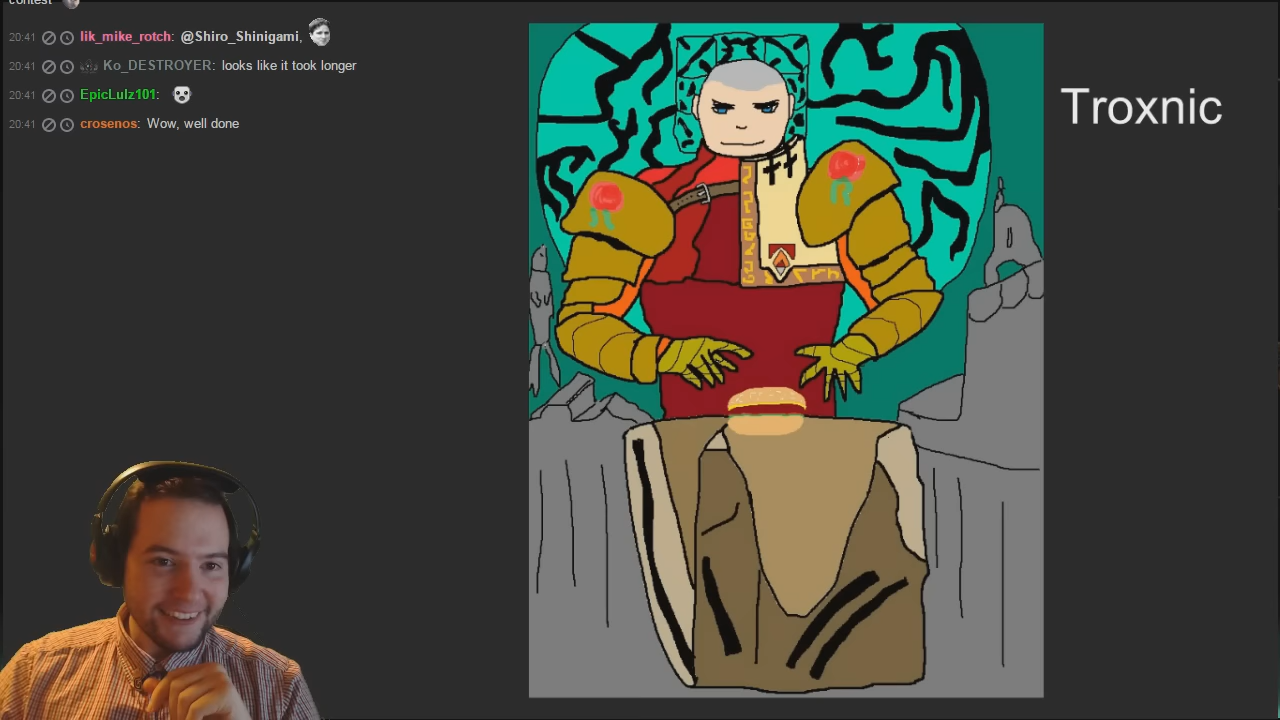 contest
20:41 lik_mike_rotch: @Shiro_Shinigami,
20:41 Ko_DESTROYER: looks like it took longer
20:41 EpicLulz101:
20:41 crosenos: Wow, well done
Troxnic